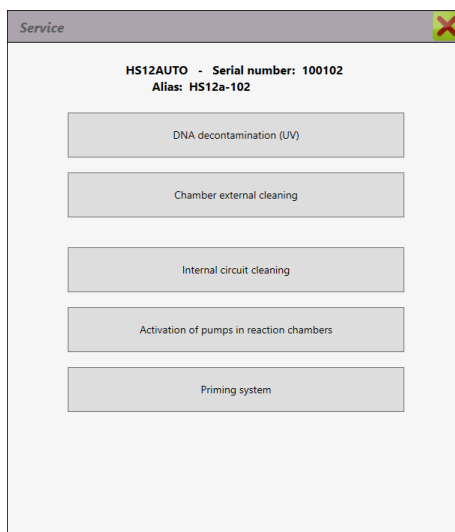 Service
HS12AUTO - Serial number: 100102
Alias: HS12a-102
DNA decontamination (UV)
Chamber external cleaning
Internal circuit cleaning
Activation of pumps in reaction chambers
Priming system